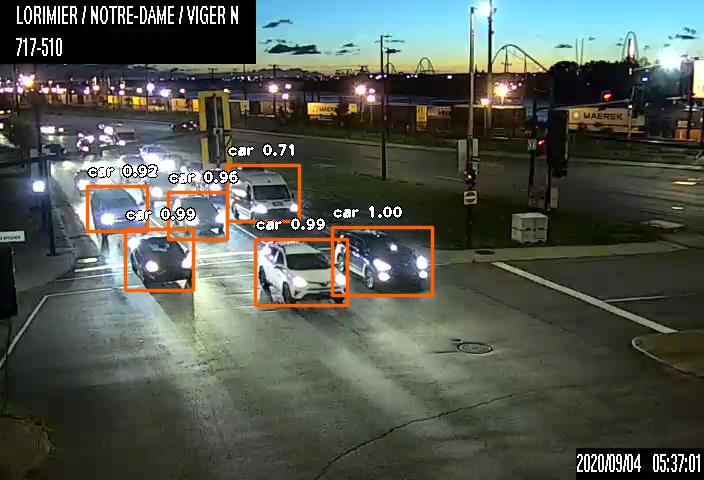 LORIMIER / NOTRE-DAME / VIGER N
717-510
car 0.71
car 0.92
car 0.96
car 0.99
car 0.99
car 1.00
MAERSK
2020/09/04 05:37:01